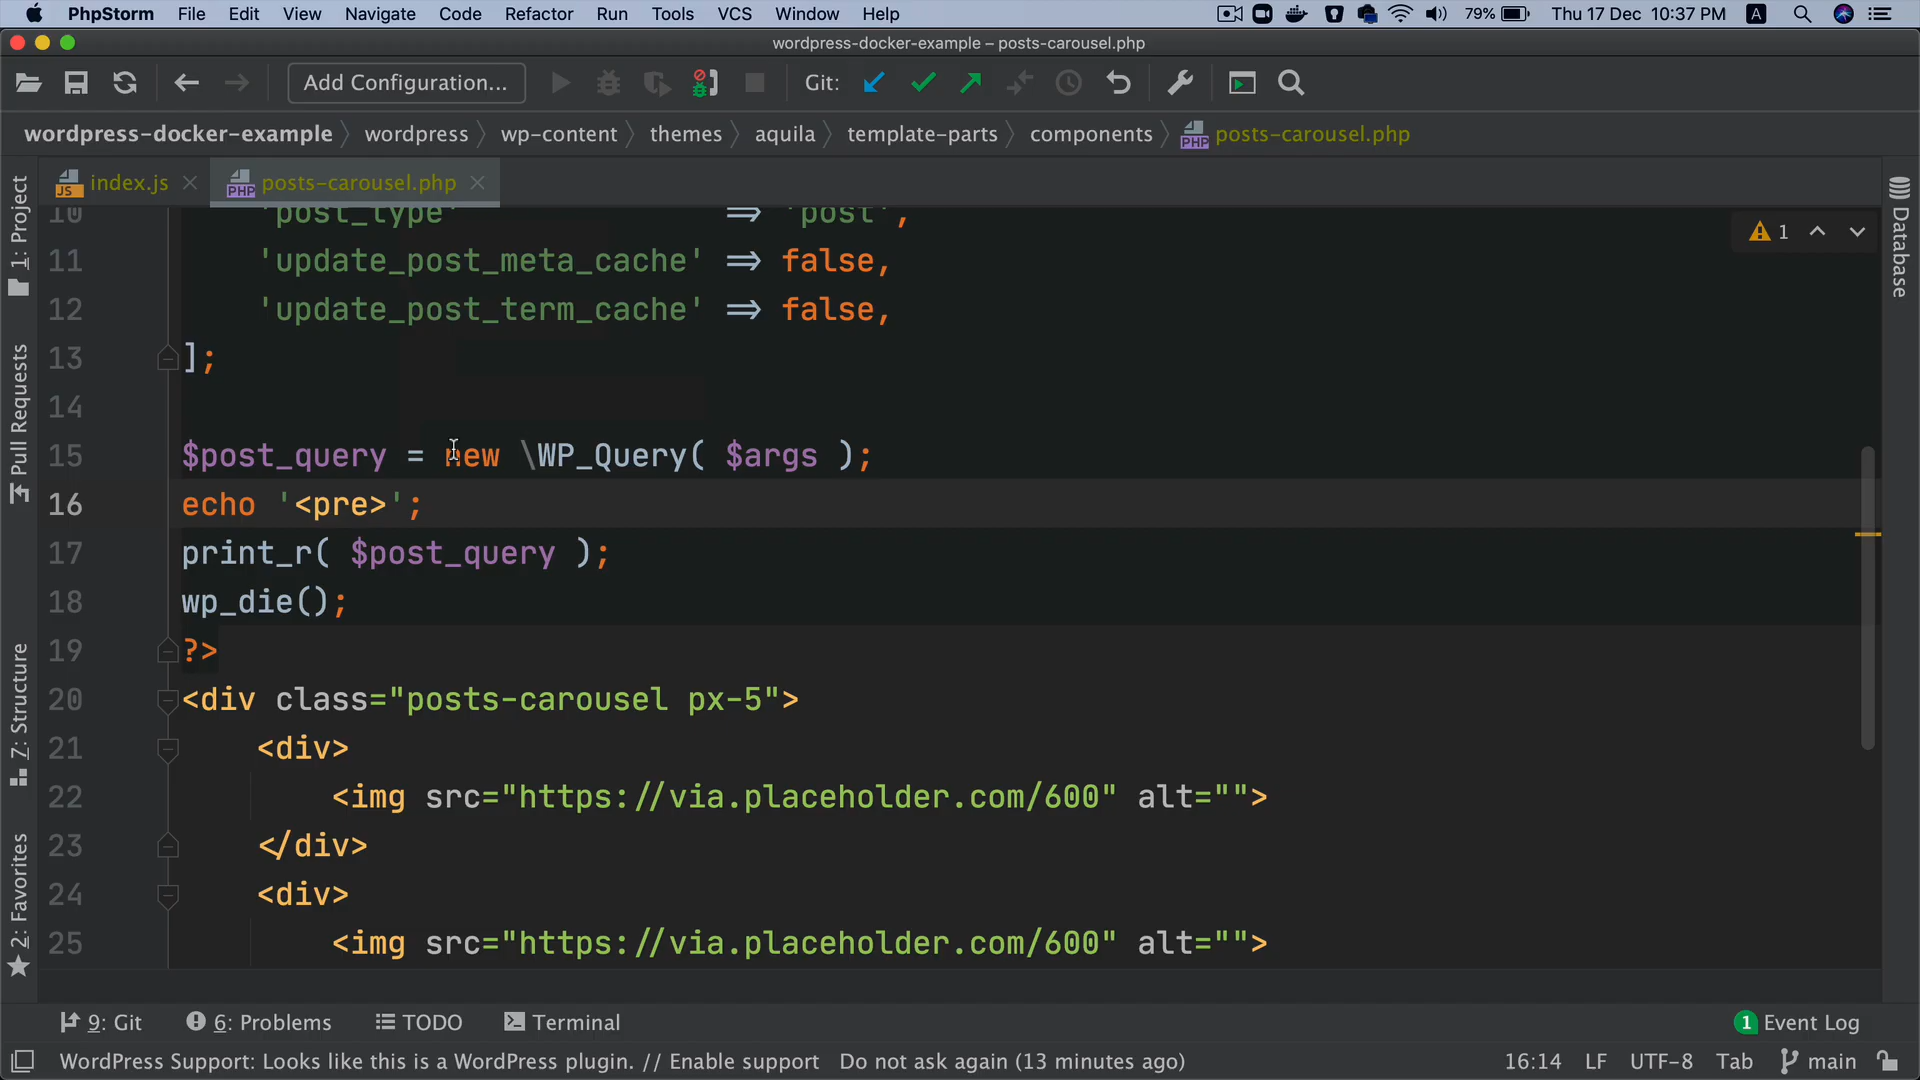 PhpStorm File Edit View Navigate Code Refactor Run Tools VCS Window Help 79% Thu 17 Dec 10:37 PM A
wordpress-docker-example – posts-carousel.php
Add Configuration... Git:
wordpress-docker-example wordpress wp-content themes aquila template-parts components PHP posts-carousel.php
JS index.js PHP posts-carousel.php
1: Project
Pull Requests
7: Structure
2: Favorites
Database
1
10 'post_type' => 'post',
11 'update_post_meta_cache' => false,
12 'update_post_term_cache' => false,
13 ];
14
15 $post_query = new \WP_Query( $args );
16 echo '<pre>';
17 print_r( $post_query );
18 wp_die();
19 ?>
20 <div class="posts-carousel px-5">
21 <div>
22 <img src="https://via.placeholder.com/600" alt="">
23 </div>
24 <div>
25 <img src="https://via.placeholder.com/600" alt="">
9: Git 6: Problems TODO Terminal 1 Event Log
WordPress Support: Looks like this is a WordPress plugin. // Enable support Do not ask again (13 minutes ago) 16:14 LF UTF-8 Tab main